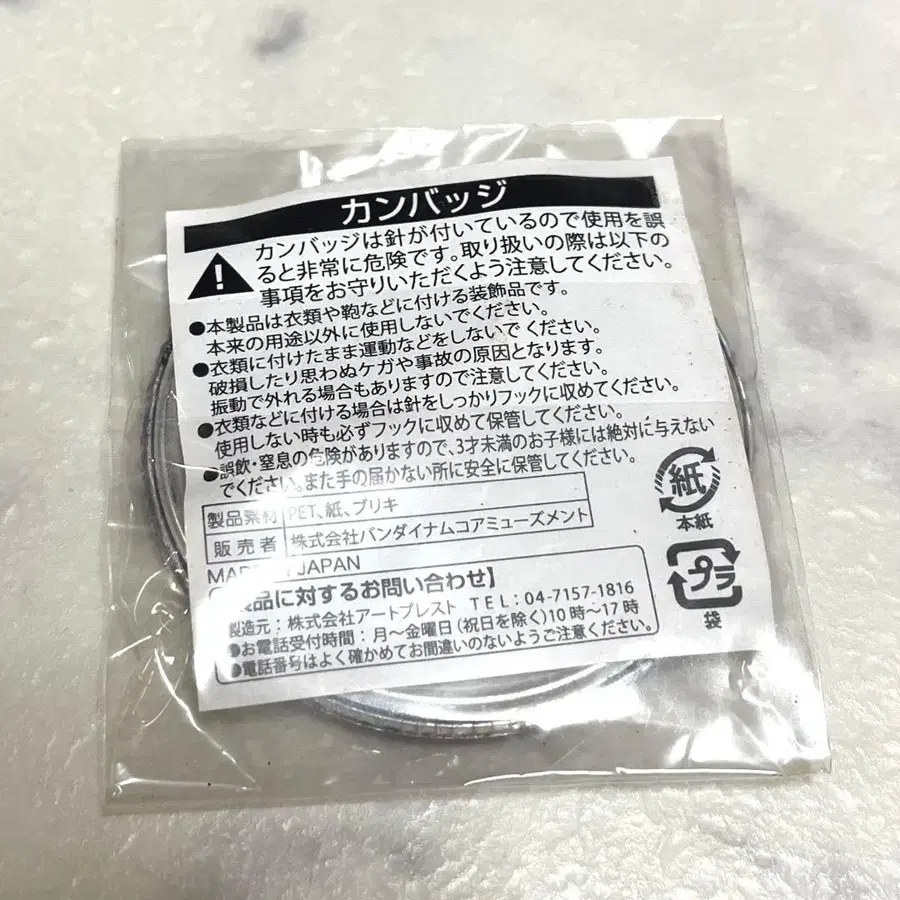 カンバッジ
カンバッジは針が付いているので使用を誤
ると非常に危険です。取り扱いの際は以下の
事項をお守りいただくよう注意してください。
●本製品は衣類や鞄などに付ける装飾品です。
本来の用途以外に使用しないでください。
●衣類に付けたまま運動などをしないで ください。
破損したり思わぬケガや事故の原因となります。
振動で外れる場合もありますので注意してください。
●衣類などに付ける場合は針をしっかりフックに収めてください。
使用しない時も必ずフックに収めて保管してください。
●誤飲・窒息の危険がありますので、3才未満のお子様には絶対に与えない
でください。また手の届かない所に安全に保管してください。
製品素材 PET、紙、ブリキ
販売者 株式会社バンダイナムコアミューズメント
JAPAN
製品に対するお問い合わせ】
製造元：株式会社アートプレスト TEL：04-7157-1816
●お電話受付時間：月～金曜日（祝日を除く）10時～17時
●電話番号はよく確かめてお間違いのないようご注意ください。
紙
本紙
プラ
袋